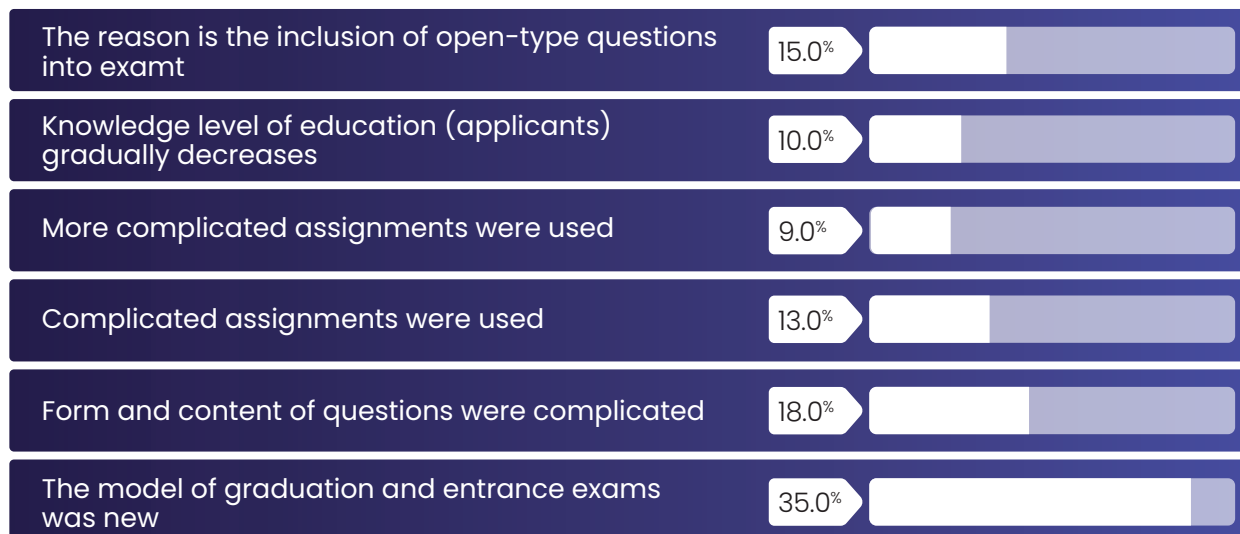 The reason is the inclusion of open-type questions
into examt
15.0%
Knowledge level of education (applicants)
gradually decreases
10.0%
More complicated assignments were used
9.0%
Complicated assignments were used
13.0%
Form and content of questions were complicated
18.0%
The model of graduation and entrance exams
was new
35.0%